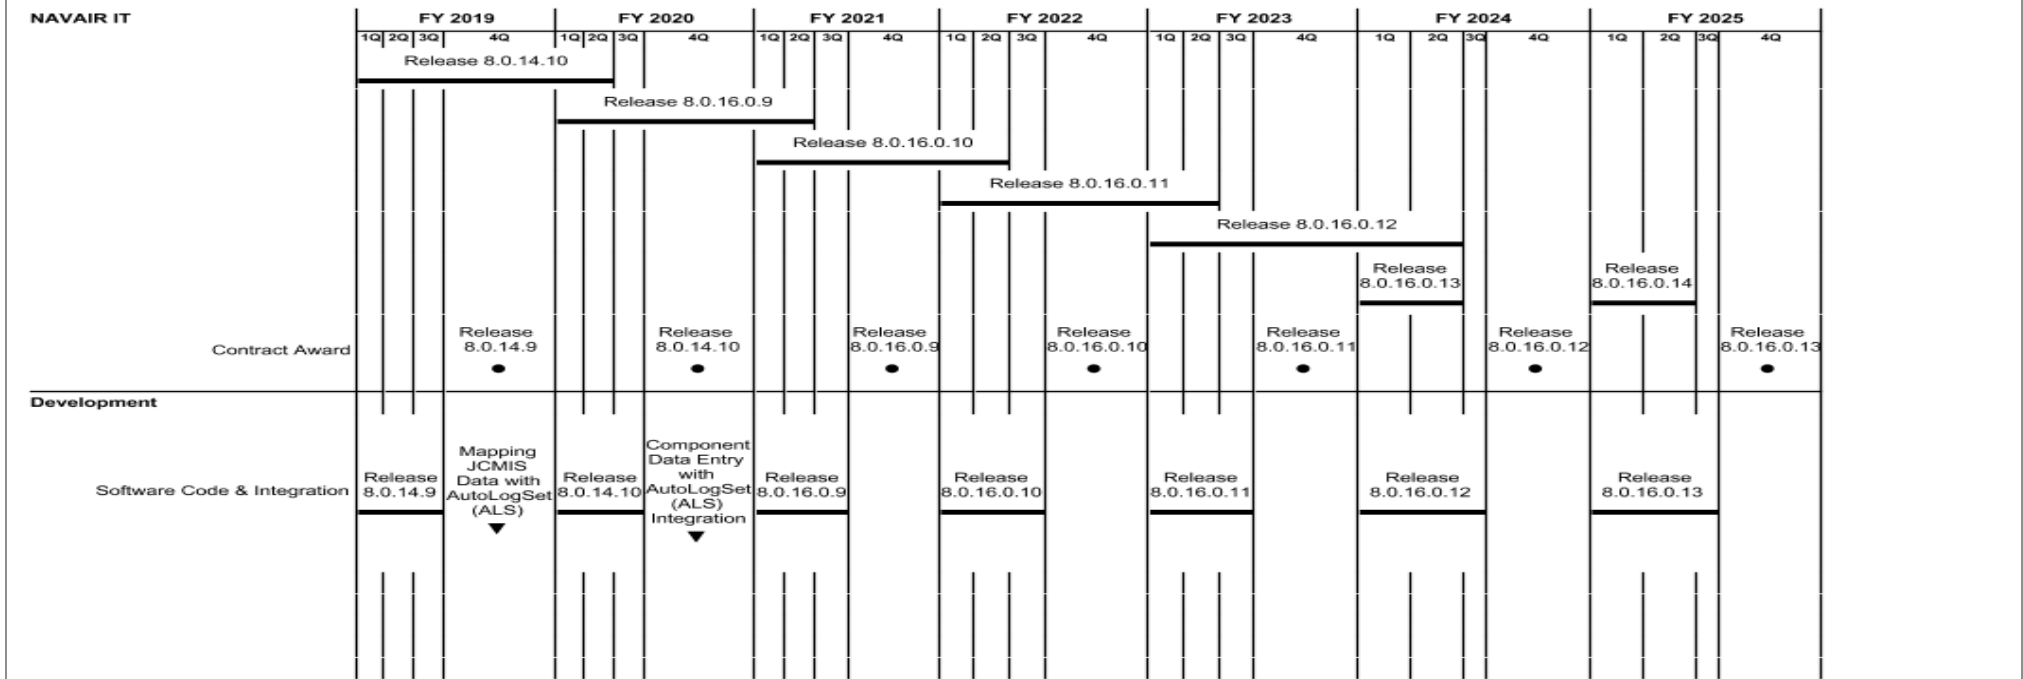 NAVAIR IT
FY 2019 FY 2020 FY 2021 FY 2022 FY 2023 FY 2024 FY 2025
1Q 2Q 3Q 4Q 1Q 2Q 3Q 4Q 1Q 2Q 3Q 4Q 1Q 2Q 3Q 4Q 1Q 2Q 3Q 4Q 1Q 2Q 3Q 4Q 1Q 2Q 3Q 4Q
Release 8.0.14.10
Release 8.0.16.0.9
Release 8.0.16.0.10
Release 8.0.16.0.11
Release 8.0.16.0.12
Release
8.0.16.0.13
Release
8.0.16.0.14
Contract Award
Release
8.0.14.9
Release
8.0.14.10
Release
8.0.16.0.9
Release
8.0.16.0.10
Release
8.0.16.0.11
Release
8.0.16.0.12
Release
8.0.16.0.13
Development
Software Code & Integration
Release
8.0.14.9
Mapping
JCMIS
Data with
AutoLogSet
(ALS)
Release
8.0.14.10
Component
Data Entry
with
AutoLogSet
(ALS)
Integration
Release
8.0.16.0.9
Release
8.0.16.0.10
Release
8.0.16.0.11
Release
8.0.16.0.12
Release
8.0.16.0.13